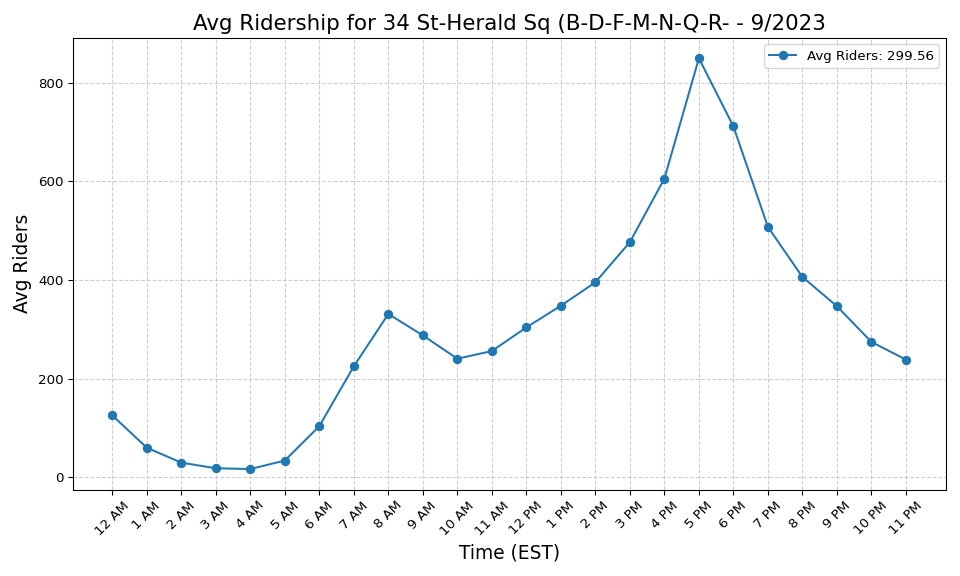 Avg Ridership for 34 St-Herald Sq (B-D-F-M-N-Q-R- - 9/2023
Avg Riders: 299.56
Avg Riders
800
600
400
200
0
12 AM
1 AM
2 AM
3 AM
4 AM
5 AM
6 AM
7 AM
8 AM
9 AM
10 AM
11 AM
12 PM
1 PM
2 PM
3 PM
4 PM
5 PM
6 PM
7 PM
8 PM
9 PM
10 PM
11 PM
Time (EST)